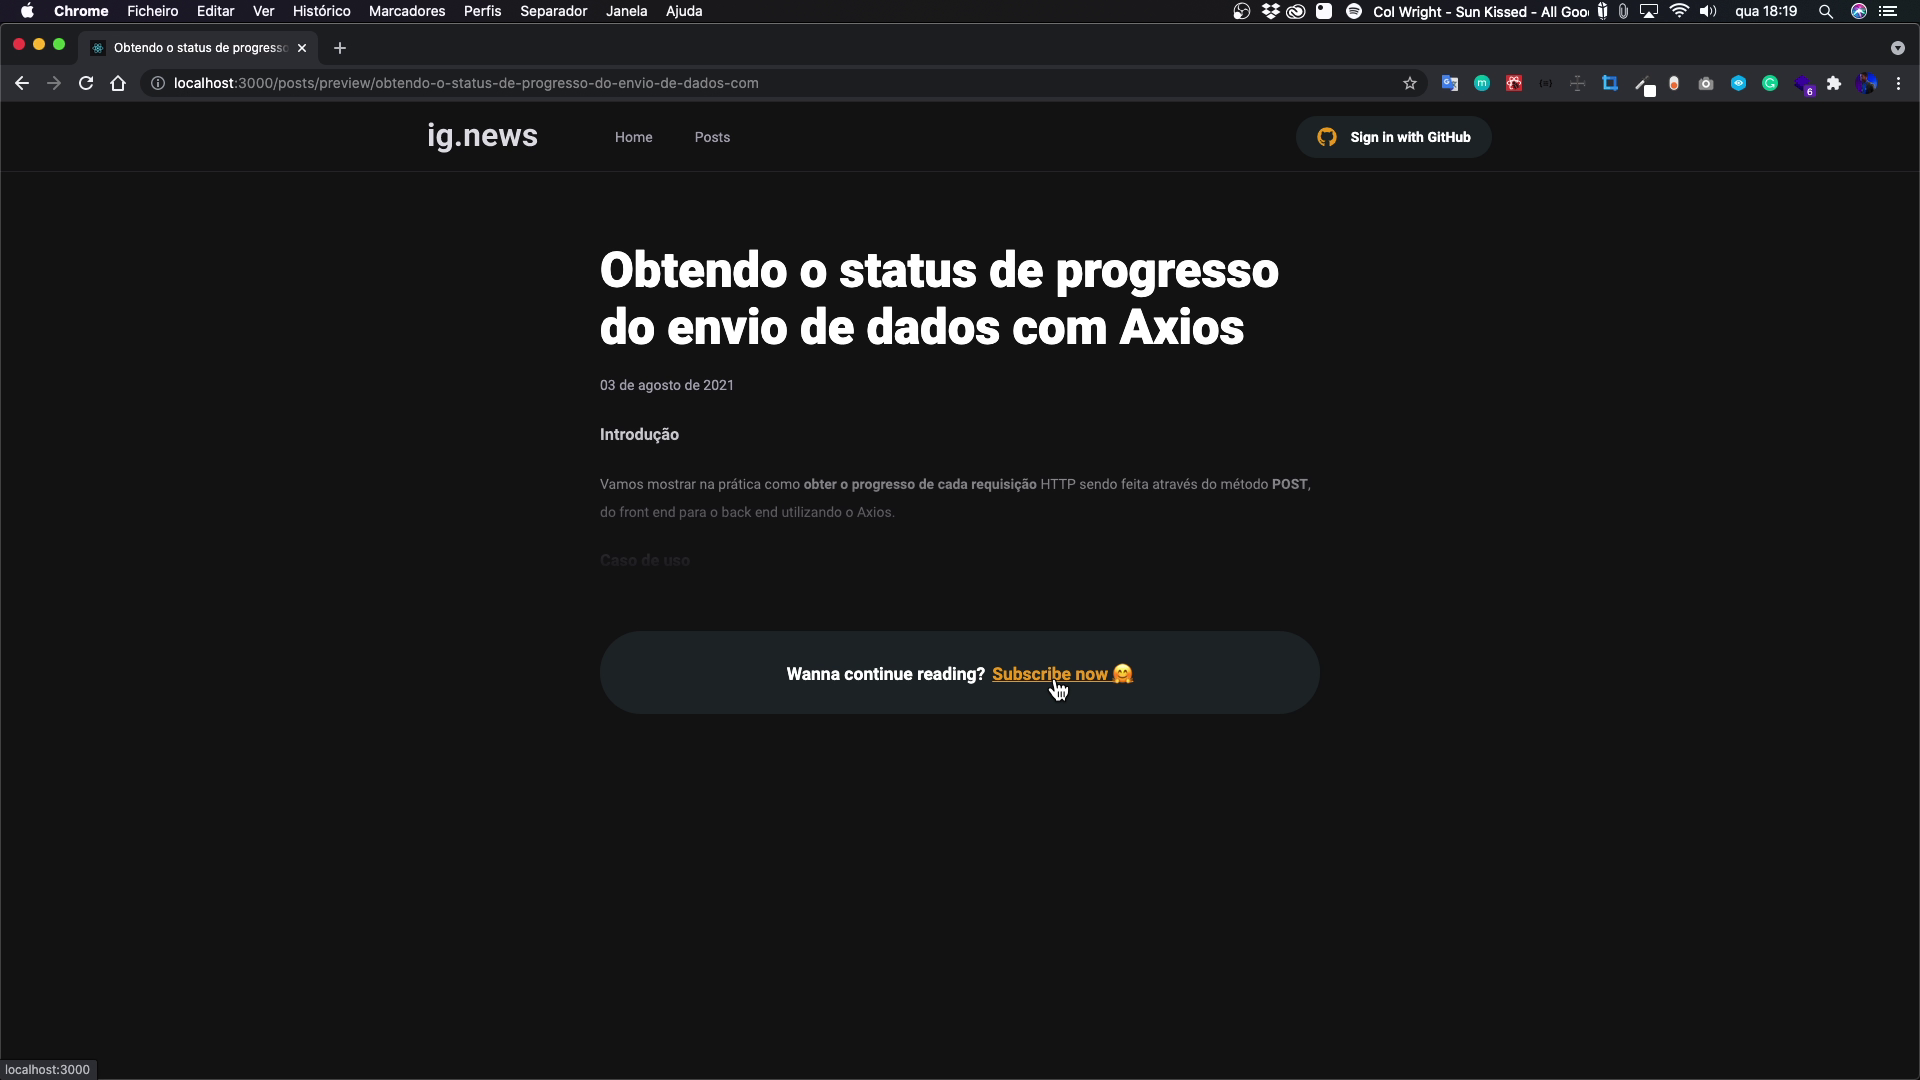 Chrome Ficheiro Editar Ver Histórico Marcadores Perfis Separador Janela Ajuda Col Wright - Sun Kissed - All Goo qua 18:19
Obtendo o status de progresso
localhost:3000/posts/preview/obtendo-o-status-de-progresso-do-envio-de-dados-com
6
ig.news Home Posts Sign in with GitHub
Obtendo o status de progresso
do envio de dados com Axios
03 de agosto de 2021
Introdução
Vamos mostrar na prática como obter o progresso de cada requisição HTTP sendo feita através do método POST,
do front end para o back end utilizando o Axios.
Caso de uso
Wanna continue reading? Subscribe now 🤗
localhost:3000